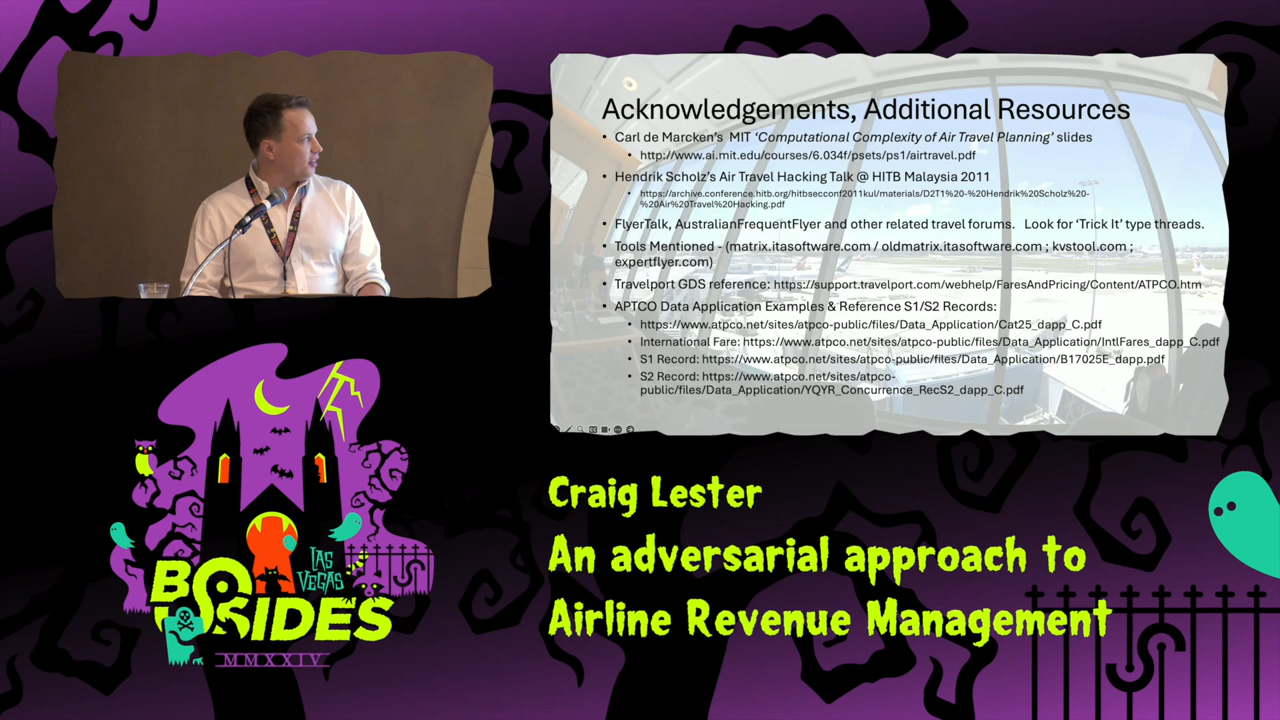 Acknowledgements, Additional Resources
• Carl de Marcken's MIT 'Computational Complexity of Air Travel Planning' slides
• http://www.ai.mit.edu/courses/6.034f/psets/ps1/airtravel.pdf
• Hendrik Scholz's Air Travel Hacking Talk @ HITB Malaysia 2011
• https://archive.conference.hitb.org/hitbsecconf2011kul/materials/D2T1%20-%20Hendrik%20Scholz%20-
%20Air%20Travel%20Hacking.pdf
• FlyerTalk, AustralianFrequentFlyer and other related travel forums. Look for 'Trick It' type threads.
• Tools Mentioned - (matrix.itasoftware.com / oldmatrix.itasoftware.com ; kvstool.com ;
expertflyer.com)
• Travelport GDS reference: https://support.travelport.com/webhelp/FaresAndPricing/Content/ATPCO.htm
• APTCO Data Application Examples & Reference S1/S2 Records:
• https://www.atpco.net/sites/atpco-public/files/Data_Application/Cat25_dapp_C.pdf
• International Fare: https://www.atpco.net/sites/atpco-public/files/Data_Application/IntlFares_dapp_C.pdf
• S1 Record: https://www.atpco.net/sites/atpco-public/files/Data_Application/B17025E_dapp.pdf
• S2 Record: https://www.atpco.net/sites/atpco-
public/files/Data_Application/YQYR_Concurrence_RecS2_dapp_C.pdf
LAS
VEGAS
BSIDES
MMXXIV
Craig Lester
An adversarial approach to
Airline Revenue Management